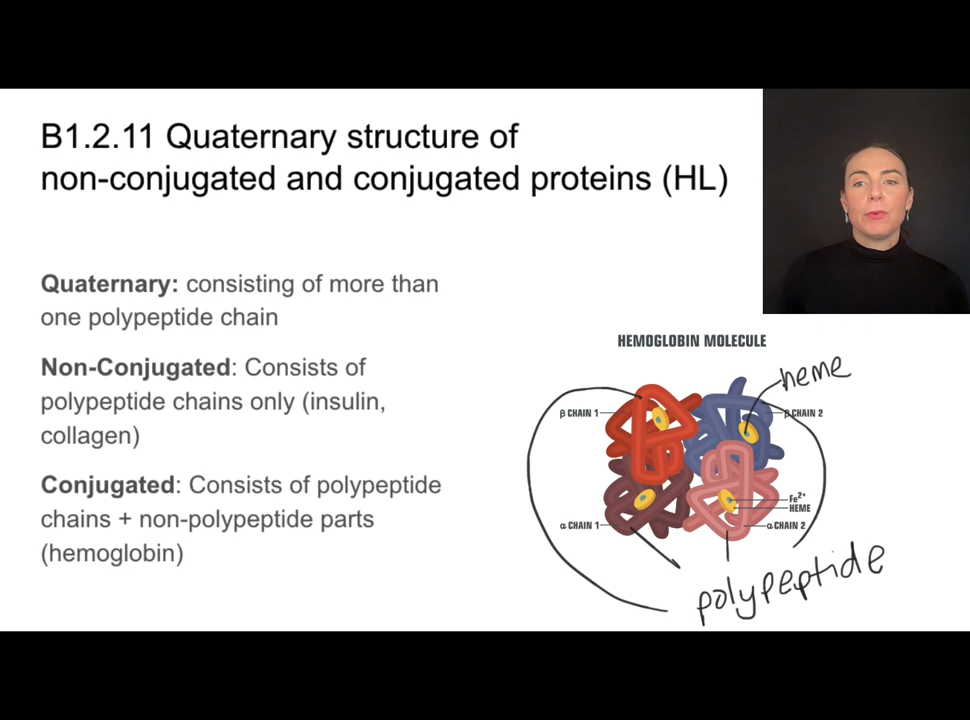 B1.2.11 Quaternary structure of
non-conjugated and conjugated proteins (HL)
Quaternary: consisting of more than
one polypeptide chain
Non-Conjugated: Consists of
polypeptide chains only (insulin,
collagen)
Conjugated: Consists of polypeptide
chains + non-polypeptide parts
(hemoglobin)
HEMOGLOBIN MOLECULE
heme
β CHAIN 1
β CHAIN 2
Fe2+
HEME
α CHAIN 1
α CHAIN 2
polypeptide